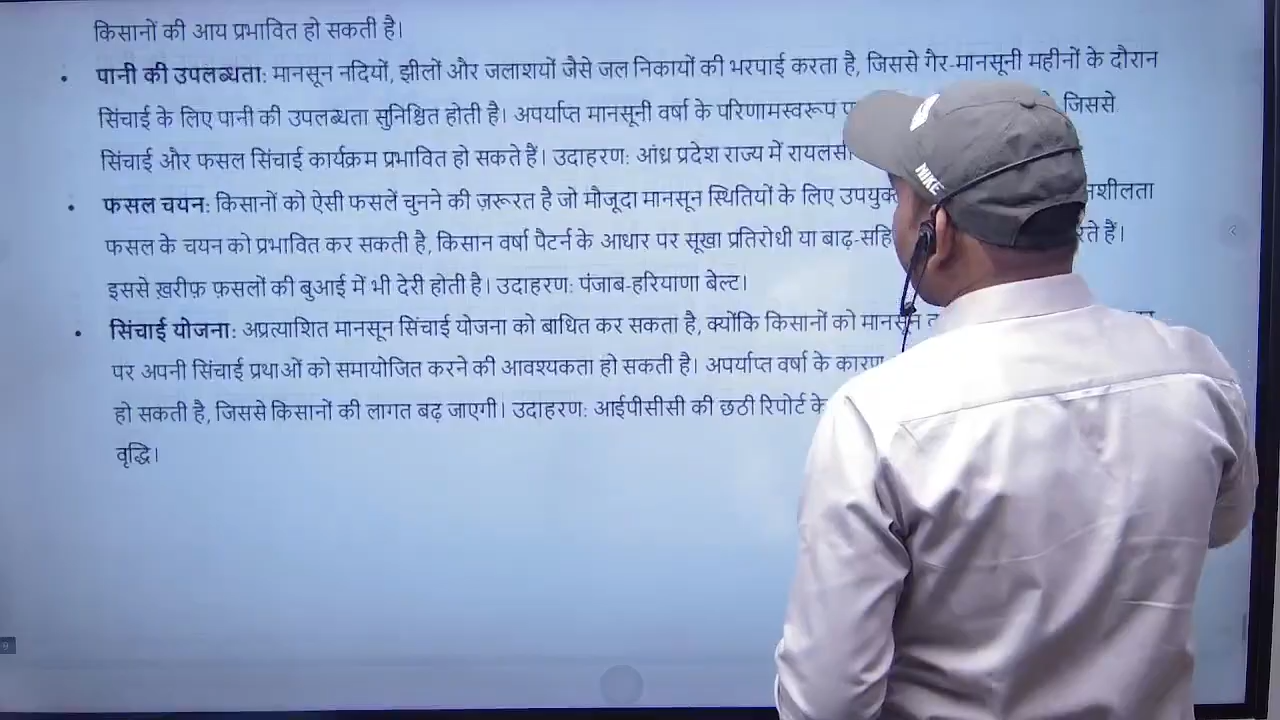 किसानों की आय प्रभावित हो सकती है।
• पानी की उपलब्धता: मानसून नदियों, झीलों और जलाशयों जैसे जल निकायों की भरपाई करता है, जिससे गैर-मानसूनी महीनों के दौरान
सिंचाई के लिए पानी की उपलब्धता सुनिश्चित होती है। अपर्याप्त मानसूनी वर्षा के परिणामस्वरूप जिससे
सिंचाई और फसल सिंचाई कार्यक्रम प्रभावित हो सकते हैं। उदाहरण: आंध्र प्रदेश राज्य में
• फसल चयन: किसानों को ऐसी फसलें चुनने की ज़रूरत है जो मौजूदा मानसून स्थितियों के लिए
फसल के चयन को प्रभावित कर सकती है, किसान वर्षा पैटर्न के आधार पर सूखा प्रतिरोधी या हैं।
इससे ख़रीफ़ फ़सलों की बुआई में भी देरी होती है। उदाहरण: पंजाब-हरियाणा बेल्ट।
• सिंचाई योजना: अप्रत्याशित मानसून सिंचाई योजना को बाधित कर सकता है, क्योंकि किसानों को
पर अपनी सिंचाई प्रथाओं को समायोजित करने की आवश्यकता हो सकती है। अपर्याप्त वर्षा के
हो सकती है, जिससे किसानों की लागत बढ़ जाएगी। उदाहरण: आईपीसीसी की छठी रिपोर्ट के
वृद्धि।
NIKE
9